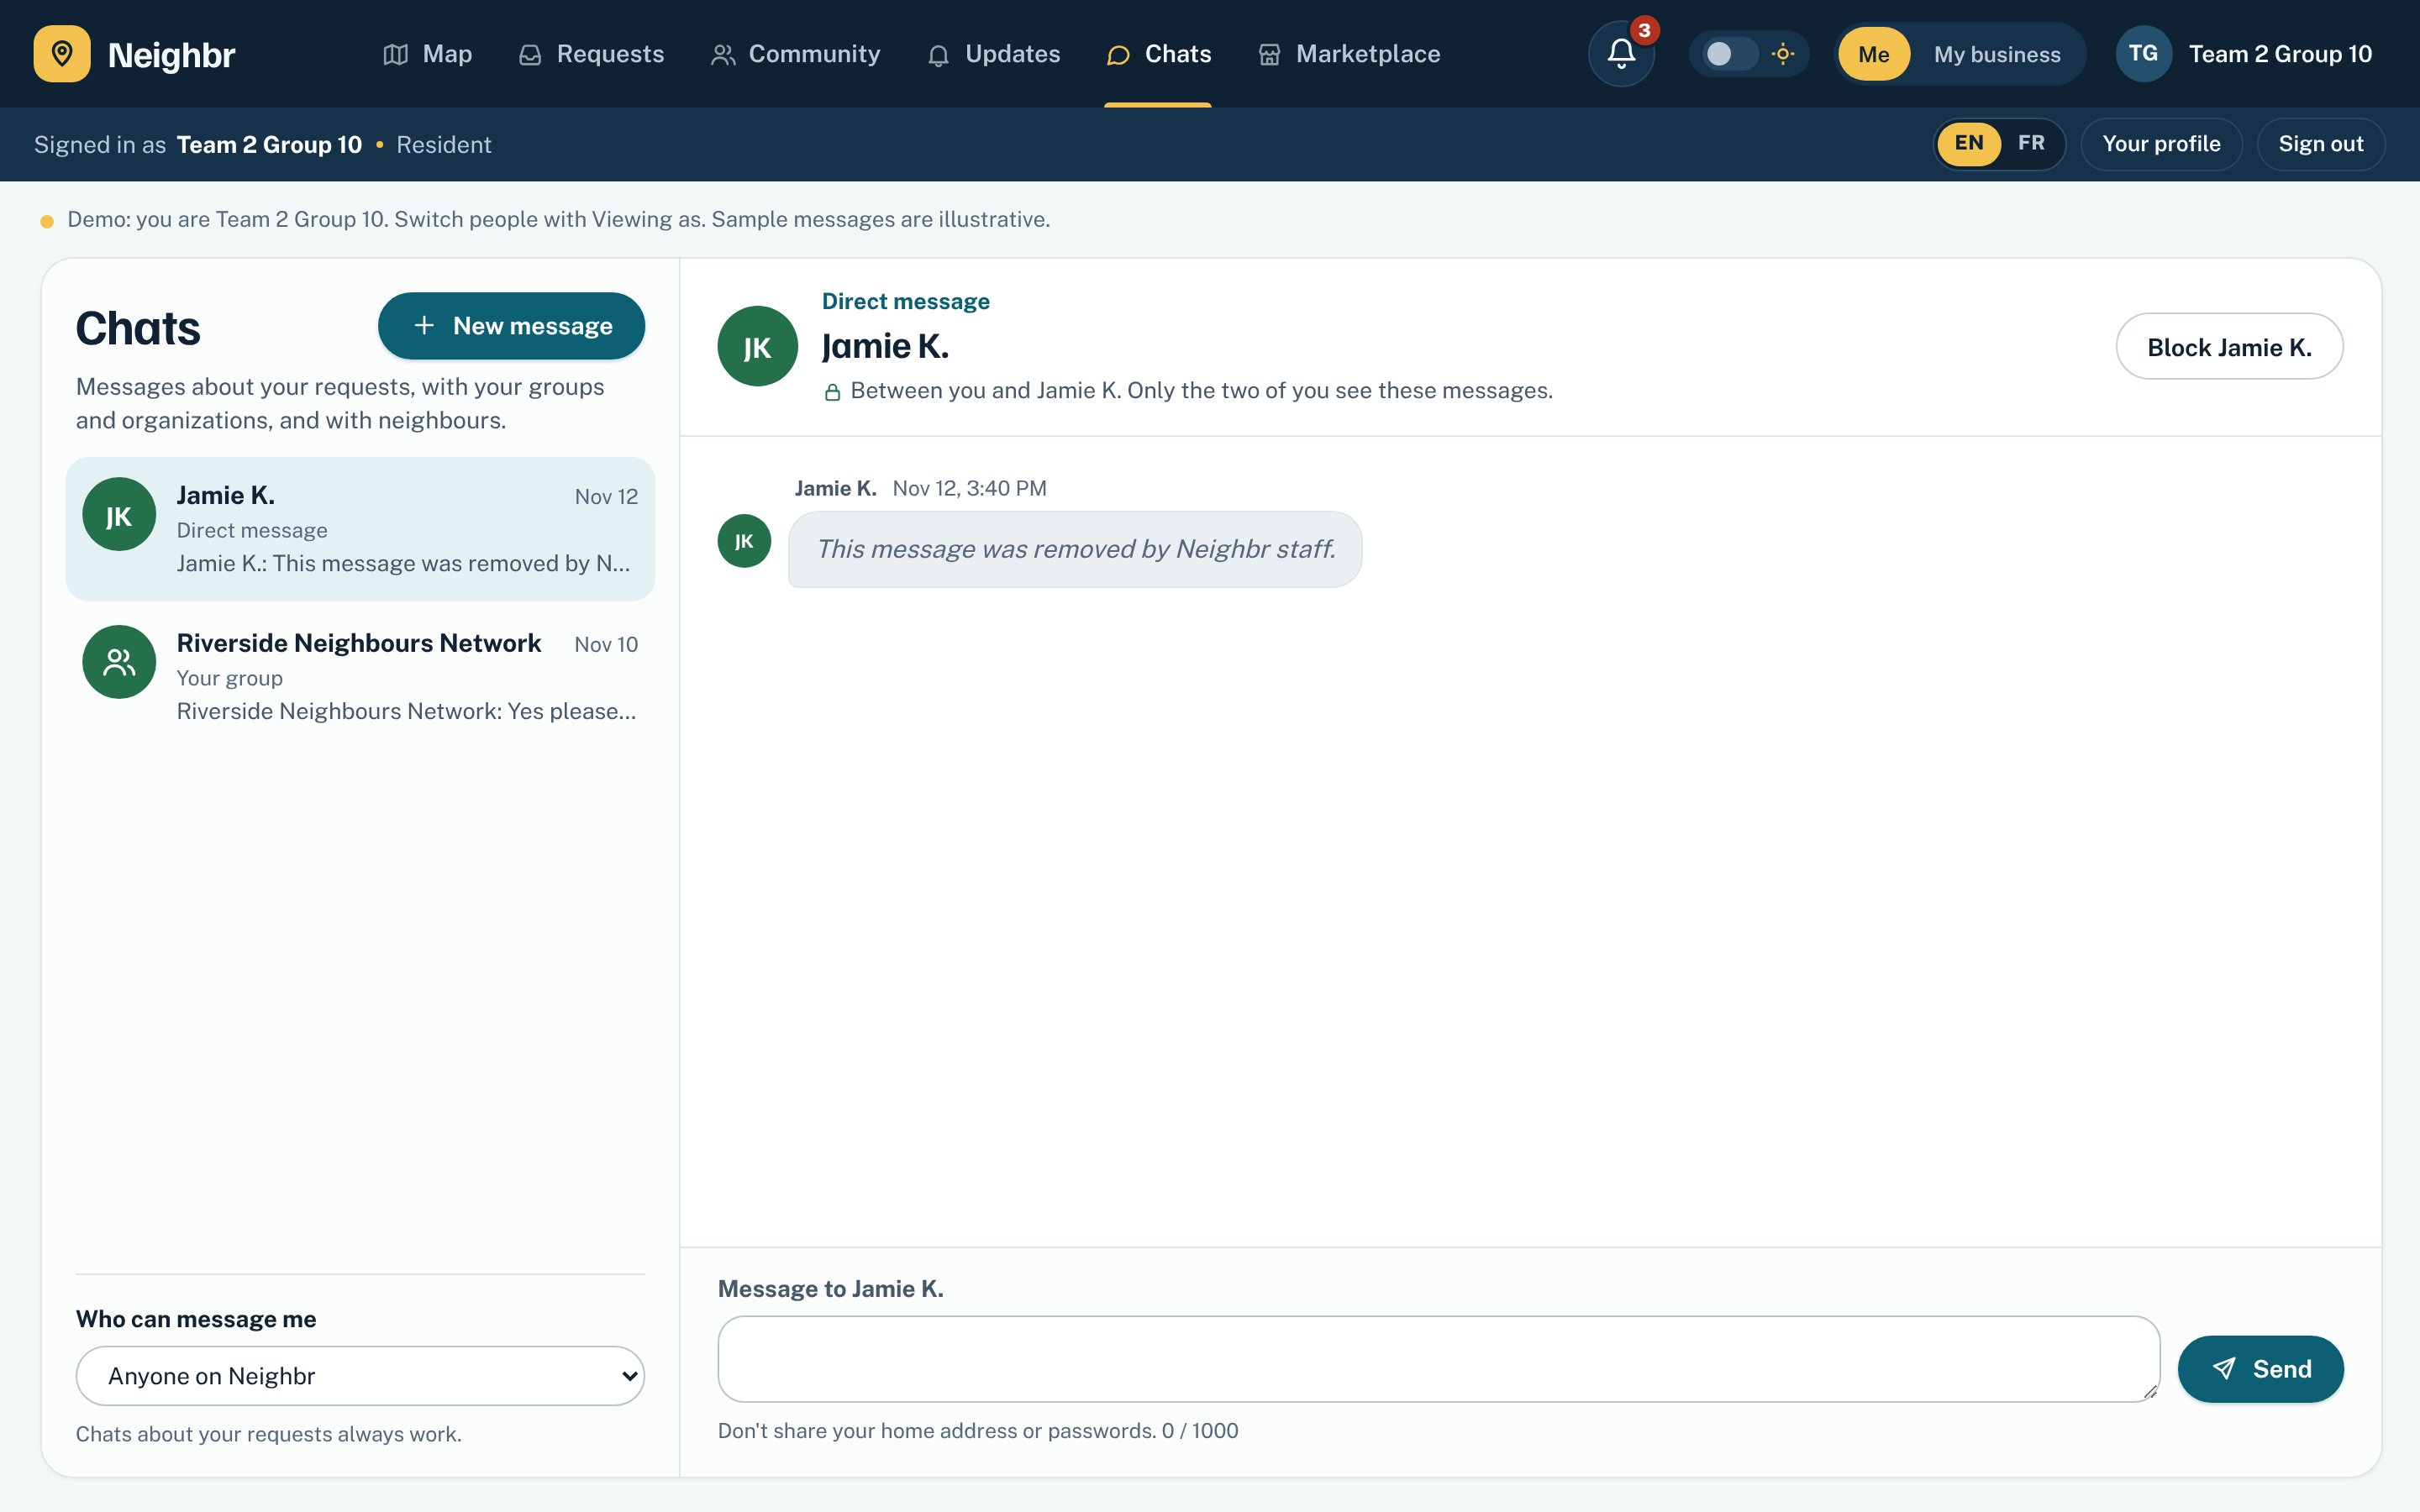 Neighbr
Map
Requests
Community
Updates
Chats
Marketplace
3
Me
My business
TG
Team 2 Group 10
Signed in as Team 2 Group 10 • Resident
EN
FR
Your profile
Sign out
Demo: you are Team 2 Group 10. Switch people with Viewing as. Sample messages are illustrative.
Chats
New message
Messages about your requests, with your groups
and organizations, and with neighbours.
JK
Jamie K.
Nov 12
Direct message
Jamie K.: This message was removed by N...
Riverside Neighbours Network
Nov 10
Your group
Riverside Neighbours Network: Yes please...
Who can message me
Anyone on Neighbr
Chats about your requests always work.
JK
Direct message
Jamie K.
Between you and Jamie K. Only the two of you see these messages.
Block Jamie K.
Jamie K. Nov 12, 3:40 PM
JK
This message was removed by Neighbr staff.
Message to Jamie K.
Send
Don't share your home address or passwords. 0 / 1000